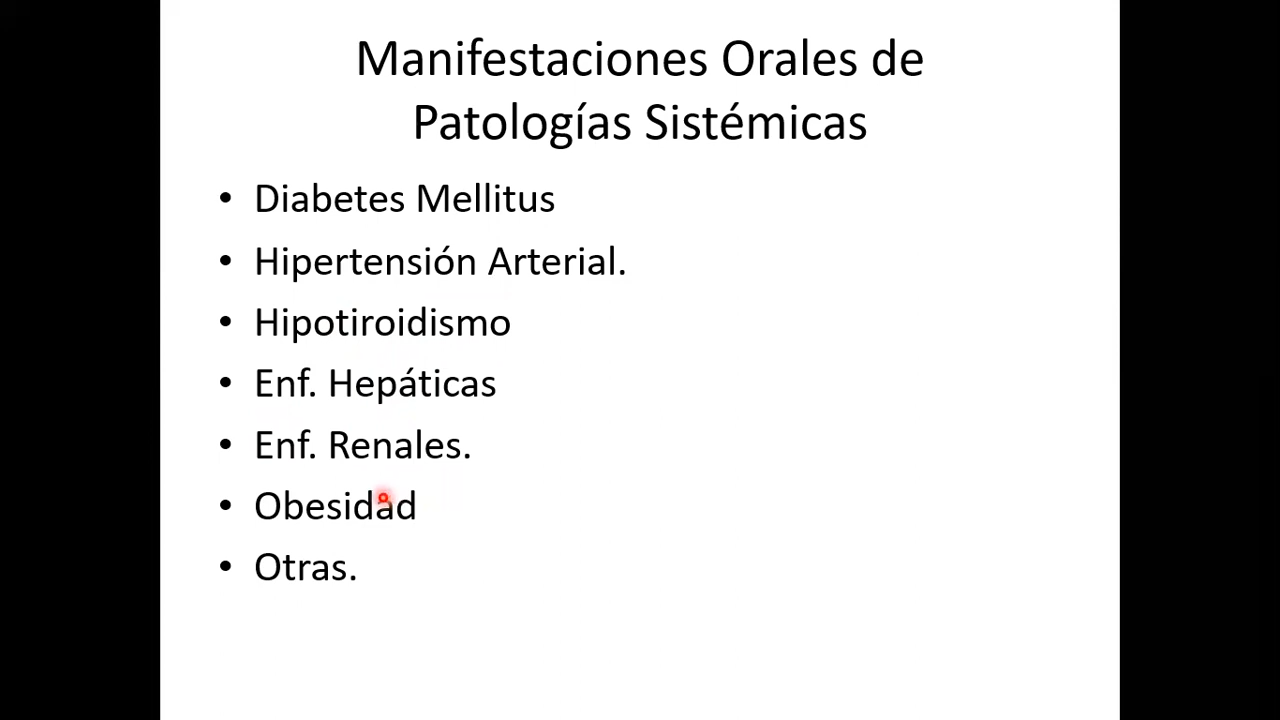 Manifestaciones Orales de
Patologías Sistémicas
• Diabetes Mellitus
• Hipertensión Arterial.
• Hipotiroidismo
• Enf. Hepáticas
• Enf. Renales.
• Obesidad
• Otras.